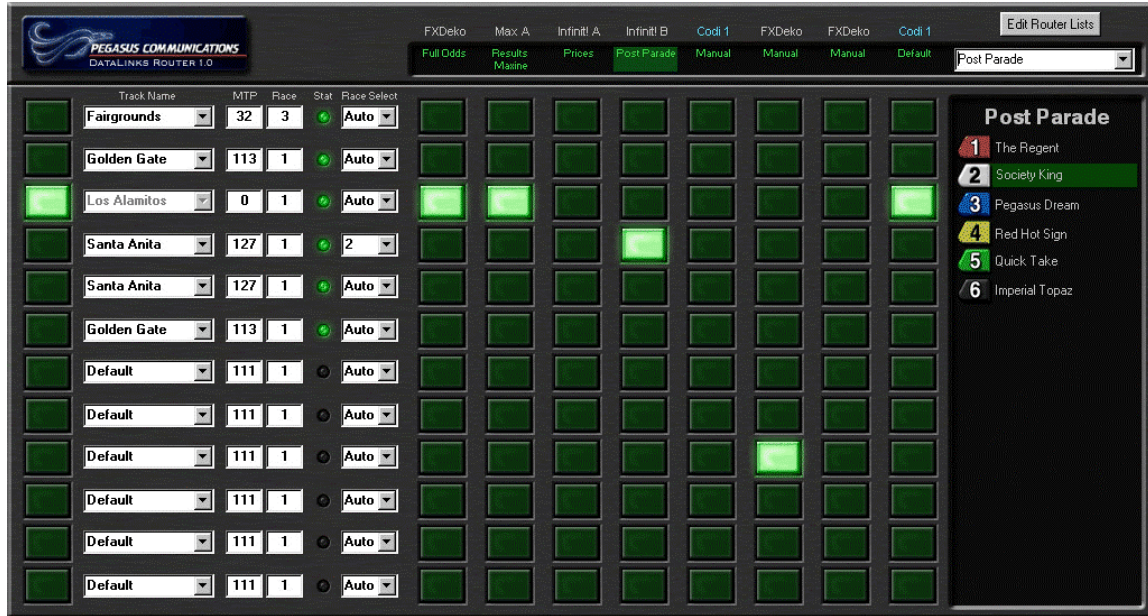 FXDeko Max A Infinit! A Infinit! B Codi 1 FXDeko FXDeko Codi 1 Edit Router Lists
PEGASUS COMMUNICATIONS
DATALINKS ROUTER 1.0
Full Odds Results Maxine Prices Post Parade Manual Manual Manual Default Post Parade
Track Name MTP Race Stat Race Select
Fairgrounds 32 3 Auto
Golden Gate 113 1 Auto
Los Alamitos 0 1 Auto
Santa Anita 127 1 2
Santa Anita 127 1 Auto
Golden Gate 113 1 Auto
Default 111 1 Auto
Default 111 1 Auto
Default 111 1 Auto
Default 111 1 Auto
Default 111 1 Auto
Default 111 1 Auto
Post Parade
1 The Regent
2 Society King
3 Pegasus Dream
4 Red Hot Sign
5 Quick Take
6 Imperial Topaz